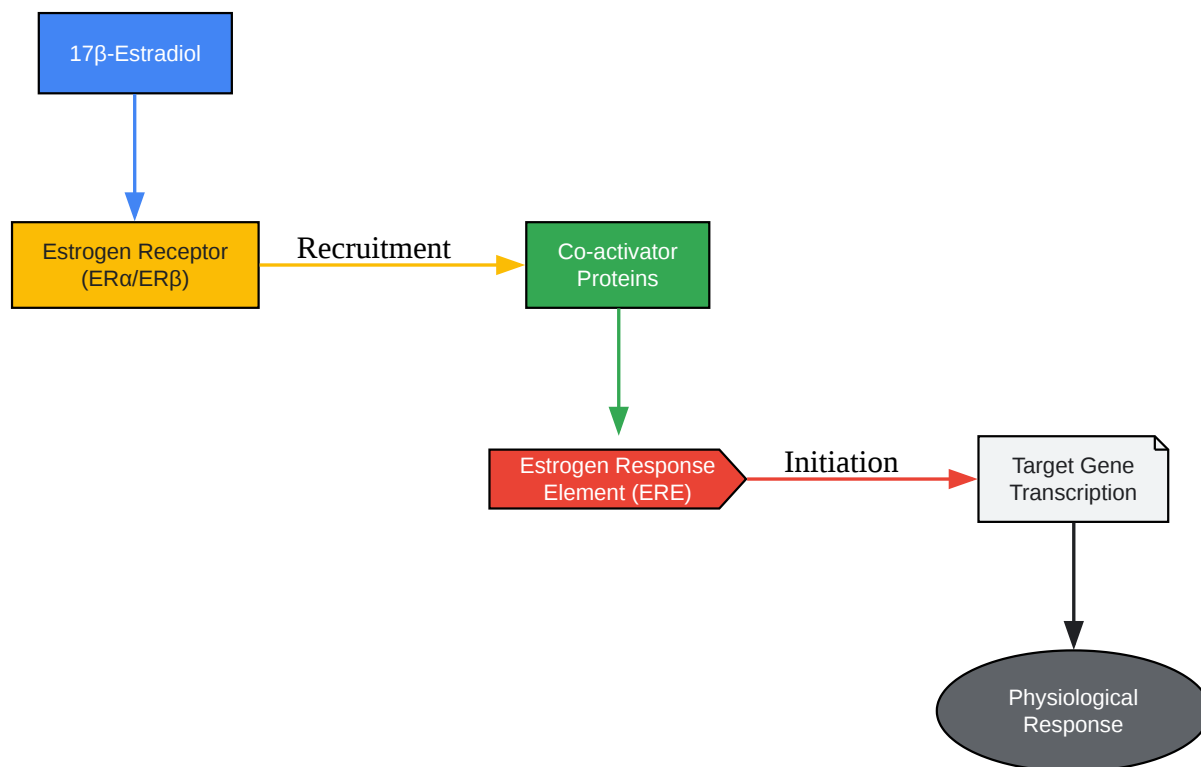 17β-Estradiol
Estrogen Receptor
(ERα/ERβ)
Recruitment
Co-activator
Proteins
Estrogen Response
Element (ERE)
Initiation
Target Gene
Transcription
Physiological
Response